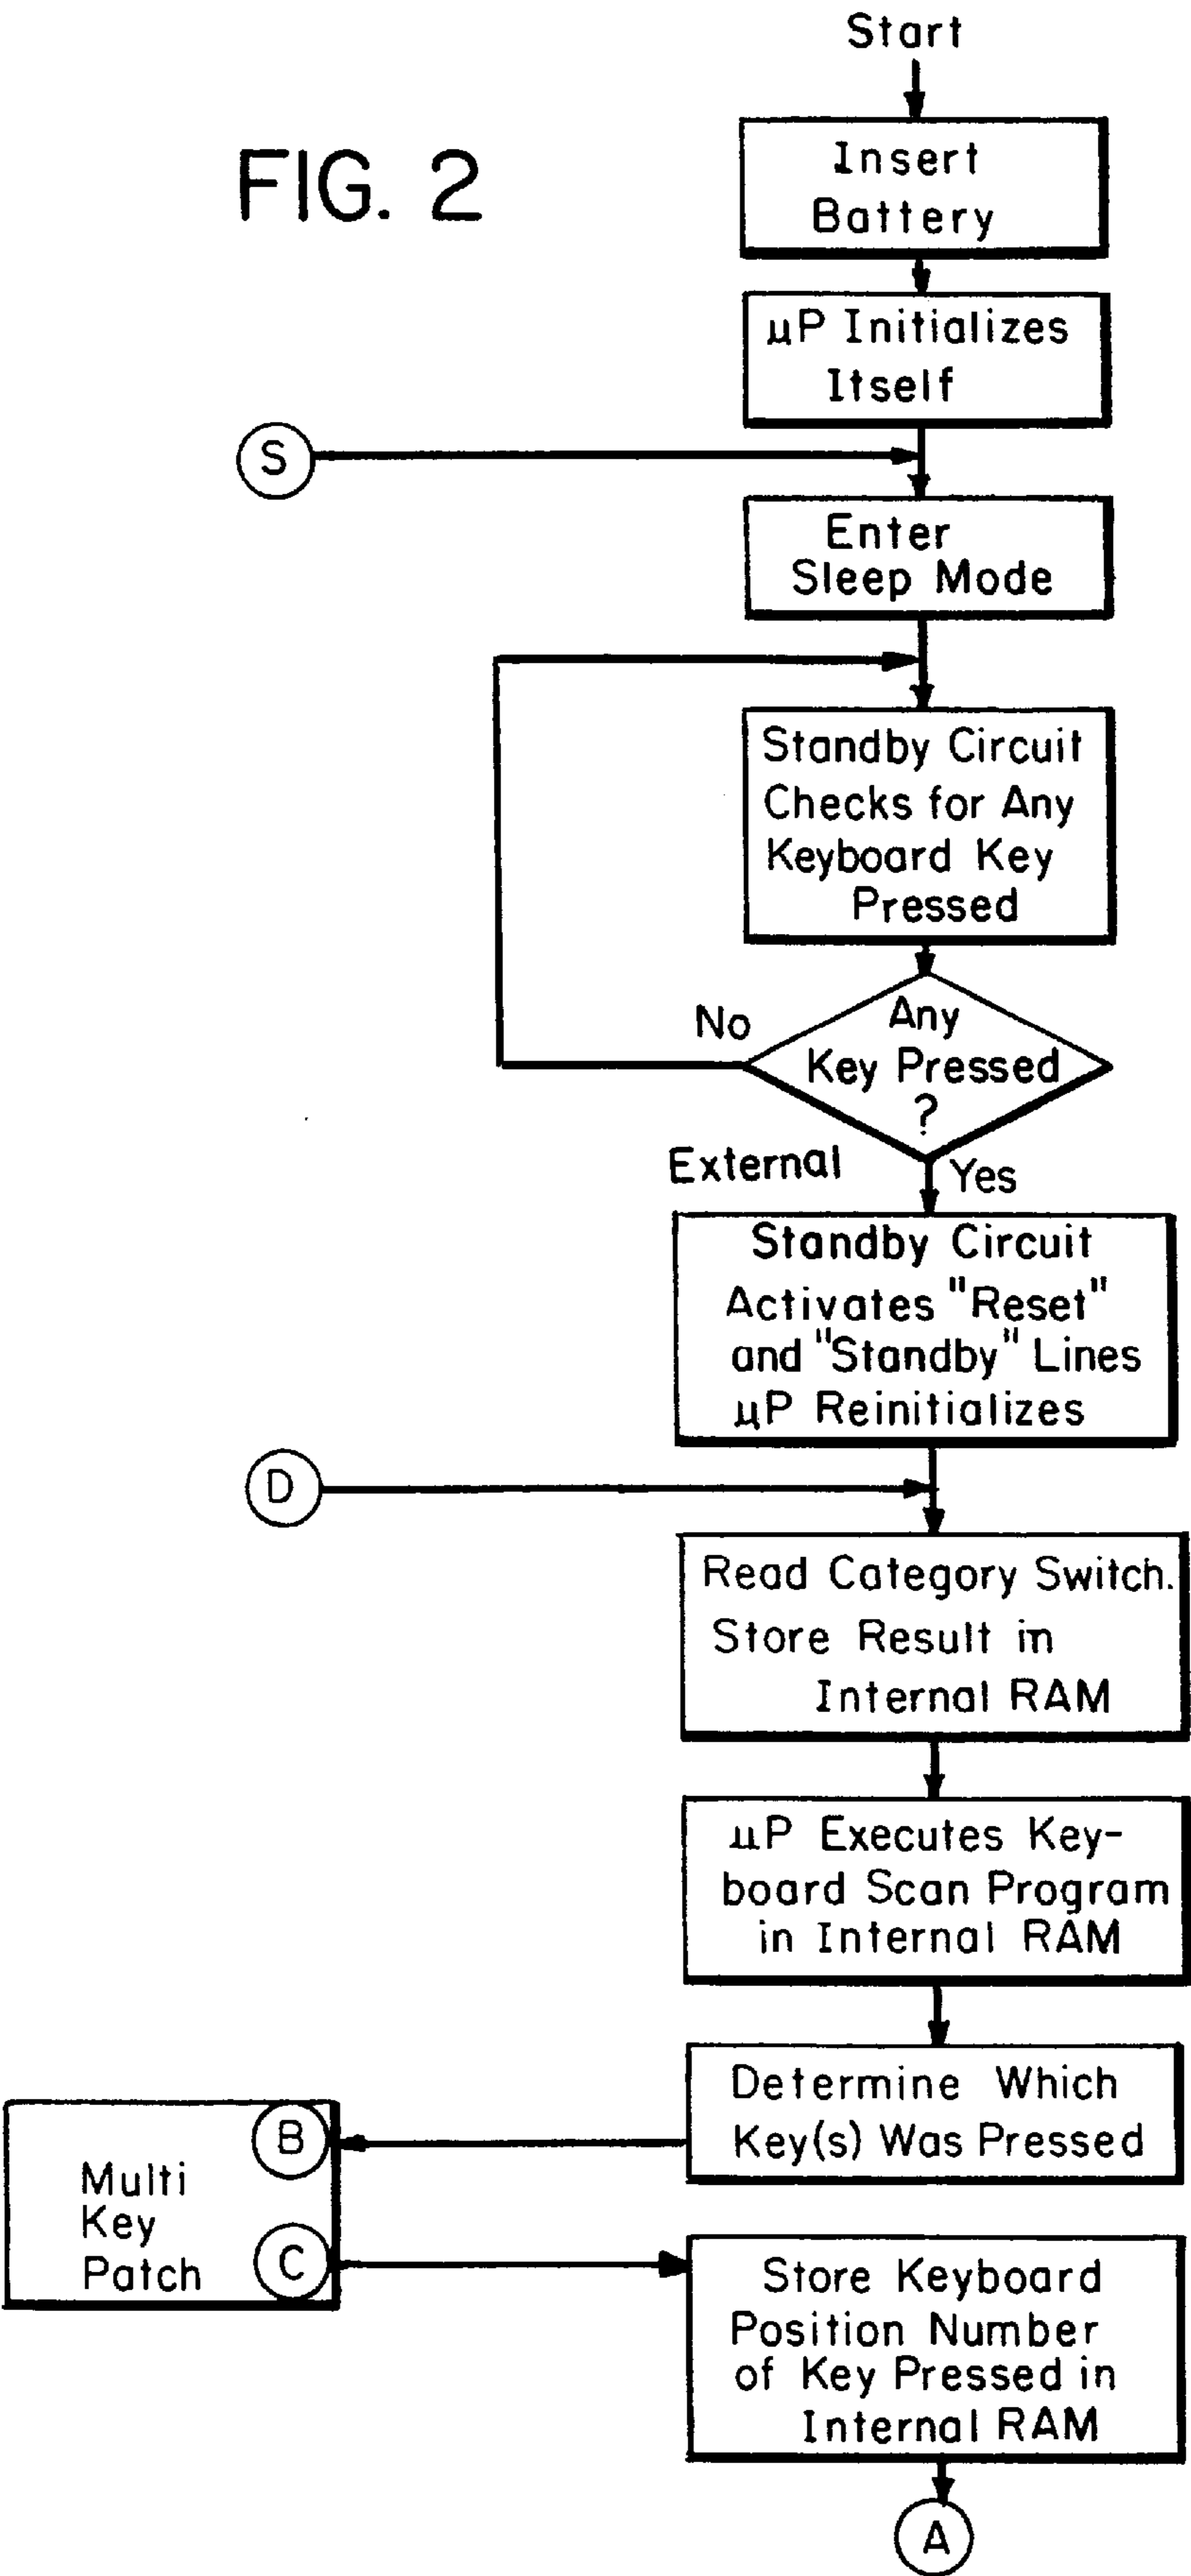 Start
FIG. 2
Insert
Battery
µP Initializes
Itself
S
Enter
Sleep Mode
Standby Circuit
Checks for Any
Keyboard Key
Pressed
No
Any
Key Pressed
?
External
Yes
Standby Circuit
Activates "Reset"
and "Standby" Lines
µP Reinitializes
D
Read Category Switch.
Store Result in
Internal RAM
µP Executes Key-
board Scan Program
in Internal RAM
Determine Which
Key(s) Was Pressed
B
Multi
Key
Patch
C
Store Keyboard
Position Number
of Key Pressed in
Internal RAM
A